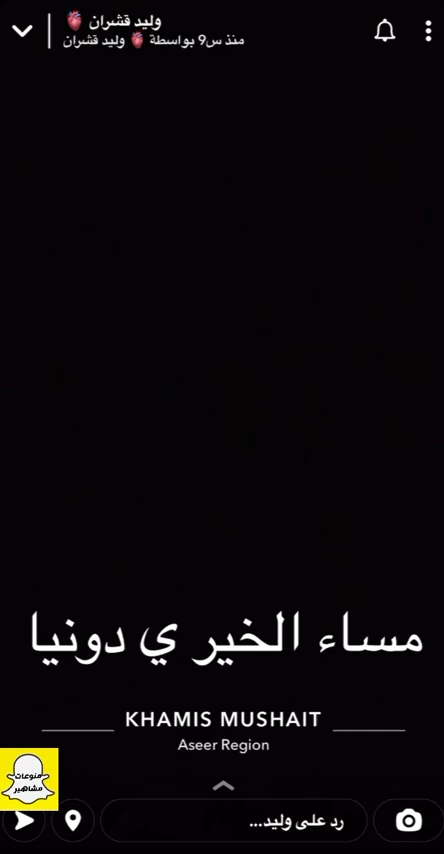 وليد قشران 🫀
منذ س9 بواسطة 🫀 وليد قشران
مساء الخير ي دونيا
KHAMIS MUSHAIT
Aseer Region
منوعات
مشاهير
رد على وليد...